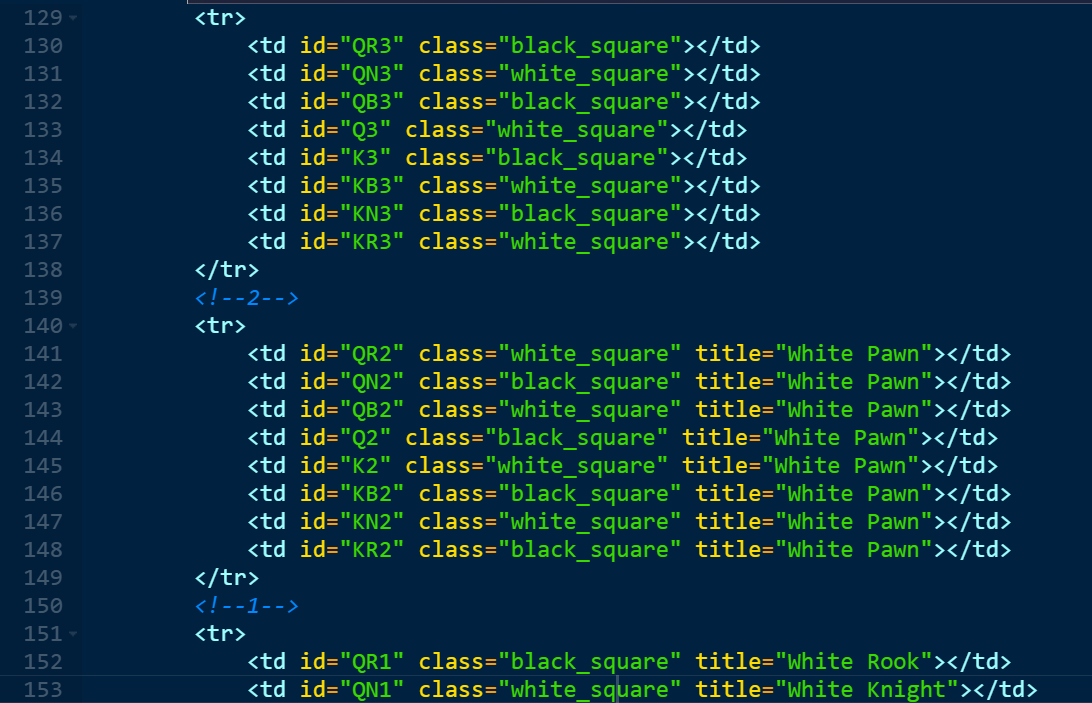 129 <tr>
130 <td id="QR3" class="black_square"></td>
131 <td id="QN3" class="white_square"></td>
132 <td id="QB3" class="black_square"></td>
133 <td id="Q3" class="white_square"></td>
134 <td id="K3" class="black_square"></td>
135 <td id="KB3" class="white_square"></td>
136 <td id="KN3" class="black_square"></td>
137 <td id="KR3" class="white_square"></td>
138 </tr>
139 <!--2-->
140 <tr>
141 <td id="QR2" class="white_square" title="White Pawn"></td>
142 <td id="QN2" class="black_square" title="White Pawn"></td>
143 <td id="QB2" class="white_square" title="White Pawn"></td>
144 <td id="Q2" class="black_square" title="White Pawn"></td>
145 <td id="K2" class="white_square" title="White Pawn"></td>
146 <td id="KB2" class="black_square" title="White Pawn"></td>
147 <td id="KN2" class="white_square" title="White Pawn"></td>
148 <td id="KR2" class="black_square" title="White Pawn"></td>
149 </tr>
150 <!--1-->
151 <tr>
152 <td id="QR1" class="black_square" title="White Rook"></td>
153 <td id="QN1" class="white_square" title="White Knight"></td>